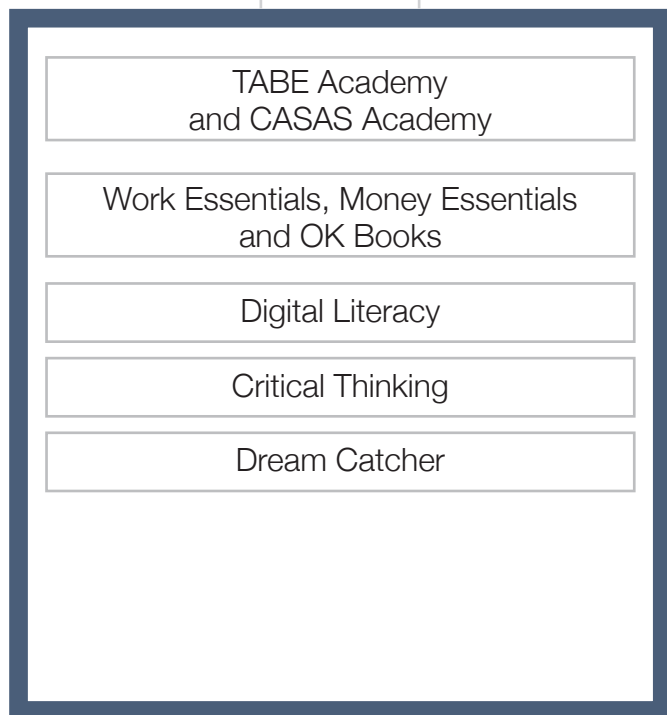 TABE Academy
and CASAS Academy
Work Essentials, Money Essentials
and OK Books
Digital Literacy
Critical Thinking
Dream Catcher